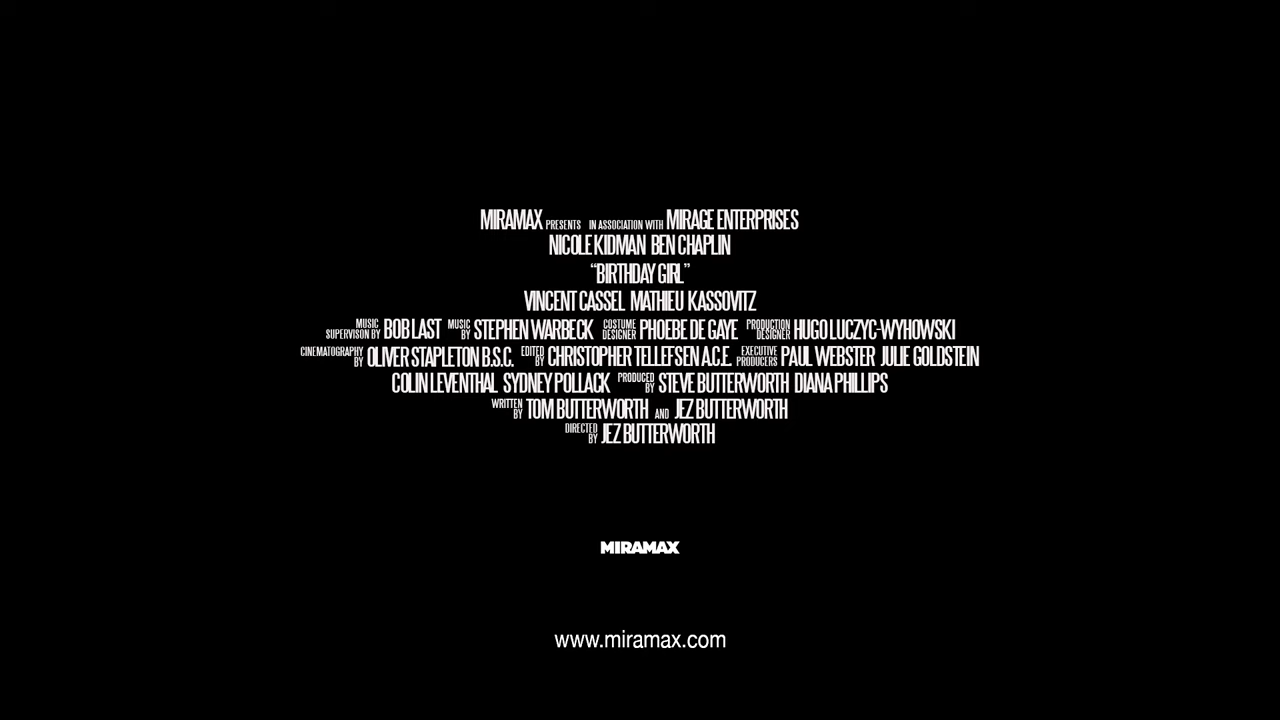 MIRAMAX PRESENTS IN ASSOCIATION WITH MIRAGE ENTERPRISES
NICOLE KIDMAN BEN CHAPLIN
“BIRTHDAY GIRL”
VINCENT CASSEL MATHIEU KASSOVITZ
MUSIC SUPERVISON BY BOB LAST MUSIC BY STEPHEN WARBECK COSTUME DESIGNER PHOEBE DE GAYE PRODUCTION DESIGNER HUGO LUCZYC-WYHOWSKI
CINEMATOGRAPHY BY OLIVER STAPLETON B.S.C. EDITED BY CHRISTOPHER TELLEFSEN A.C.E. EXECUTIVE PRODUCERS PAUL WEBSTER JULIE GOLDSTEIN
COLIN LEVENTHAL SYDNEY POLLACK PRODUCED BY STEVE BUTTERWORTH DIANA PHILLIPS
WRITTEN BY TOM BUTTERWORTH AND JEZ BUTTERWORTH
DIRECTED BY JEZ BUTTERWORTH
MIRAMAX
www.miramax.com